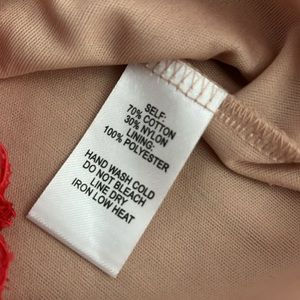 SELF:
70% COTTON
30% NYLON
LINING:
100% POLYESTER
HAND WASH COLD
DO NOT BLEACH
LINE DRY
IRON LOW HEAT